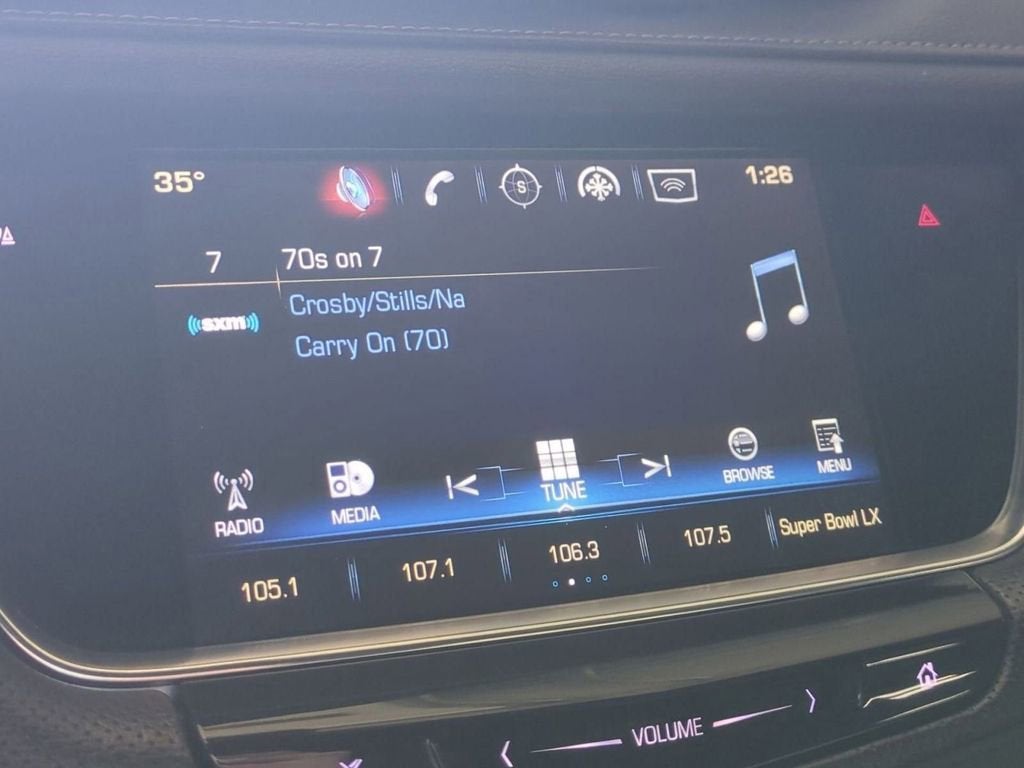 35° S 1:26
7 70s on 7
sxm Crosby/Stills/Na
Carry On (70)
RADIO MEDIA TUNE BROWSE MENU
105.1 107.1 106.3 107.5 Super Bowl LX
VOLUME